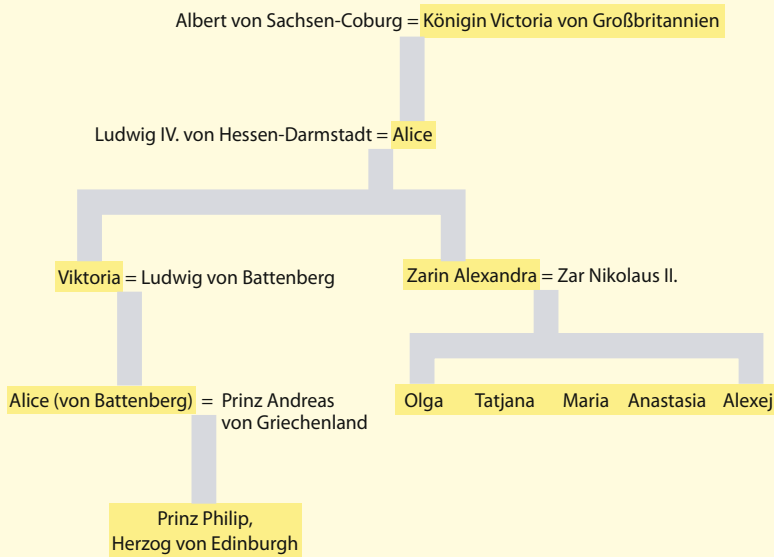 Albert von Sachsen-Coburg = Königin Victoria von Großbritannien
Ludwig IV. von Hessen-Darmstadt = Alice
Viktoria = Ludwig von Battenberg
Zarin Alexandra = Zar Nikolaus II.
Alice (von Battenberg) = Prinz Andreas
von Griechenland
Olga Tatjana Maria Anastasia Alexej
Prinz Philip,
Herzog von Edinburgh